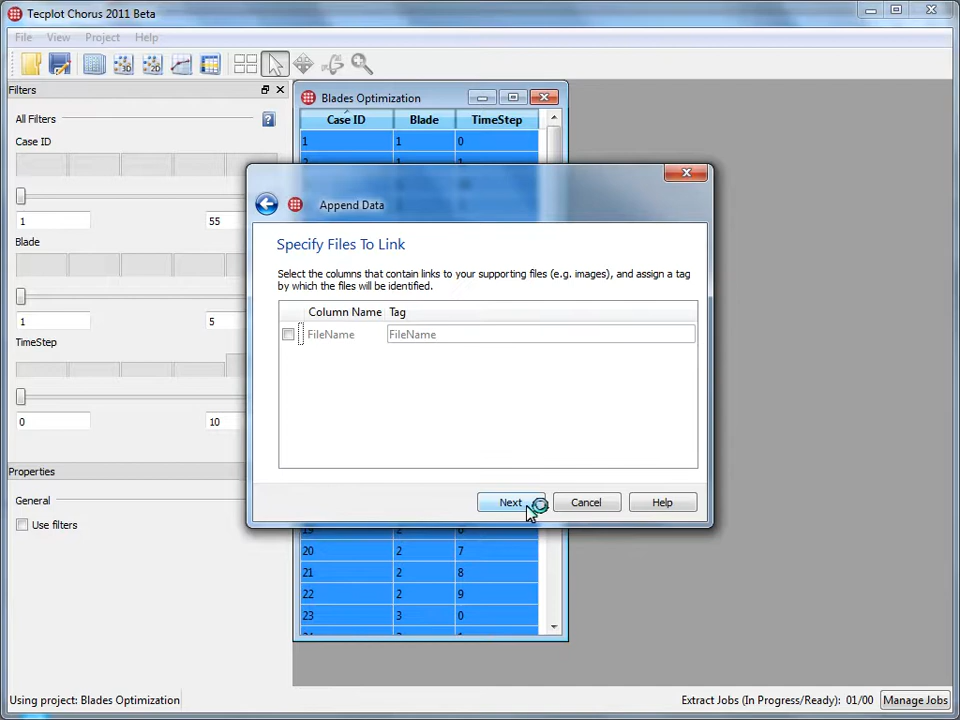 Tecplot Chorus 2011 Beta
File View Project Help
Filters
All Filters
Case ID
1 55
Blade
1 5
TimeStep
0 10
Properties
General
Use filters
Blades Optimization
Case ID Blade TimeStep
1 1 0
Append Data
Specify Files To Link
Select the columns that contain links to your supporting files (e.g. images), and assign a tag
by which the files will be identified.
Column Name Tag
FileName FileName
Next Cancel Help
20 2 7
21 2 8
22 2 9
23 3 0
Using project: Blades Optimization
Extract Jobs (In Progress/Ready): 01/00 Manage Jobs